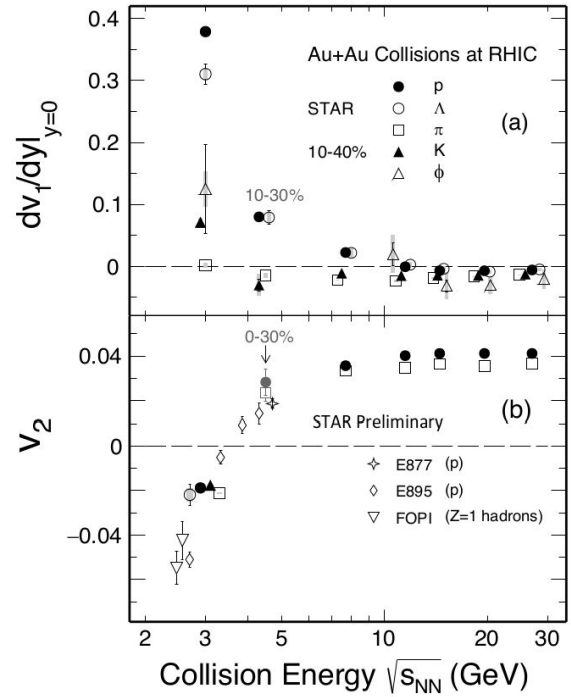 0.4
0.3
0.2
0.1
0
dv₁/dy|y=0
Au+Au Collisions at RHIC
p
STAR Λ
π
10-40% K
ϕ
(a)
10-30%
0.04
0
−0.04
v₂
0-30%
(b)
STAR Preliminary
E877 (p)
E895 (p)
FOPI (Z=1 hadrons)
2 3 4 5 10 20 30
Collision Energy √sNN (GeV)